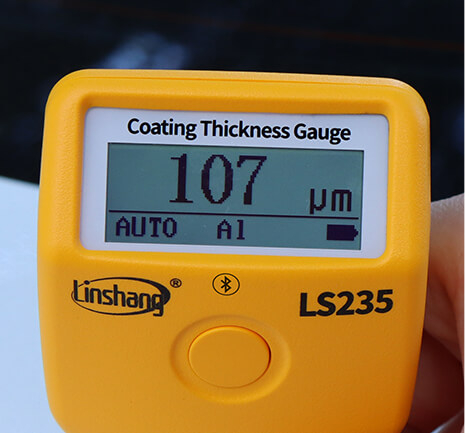 Coating Thickness Gauge
107 μm
AUTO Al
Linshang®
LS235